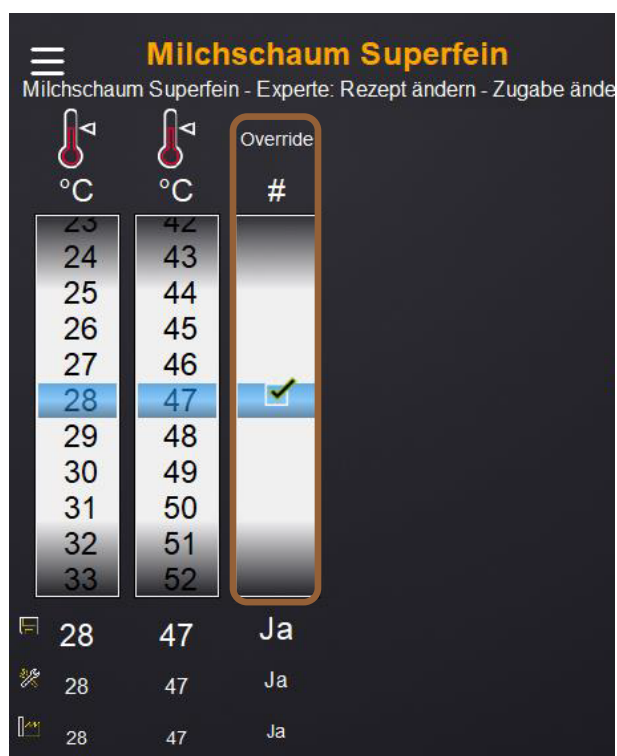 Milchschaum Superfein
Milchschaum Superfein - Experte: Rezept ändern - Zugabe ände
Override
°C °C #
23 42
24 43
25 44
26 45
27 46
28 47
29 48
30 49
31 50
32 51
33 52
28 47 Ja
28 47 Ja
28 47 Ja